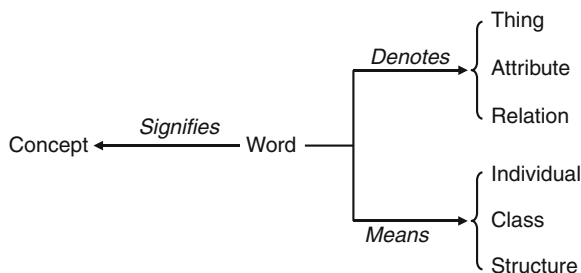 Thing
Denotes
Attribute
Relation
Signifies
Concept
Word
Individual
Class
Means
Structure